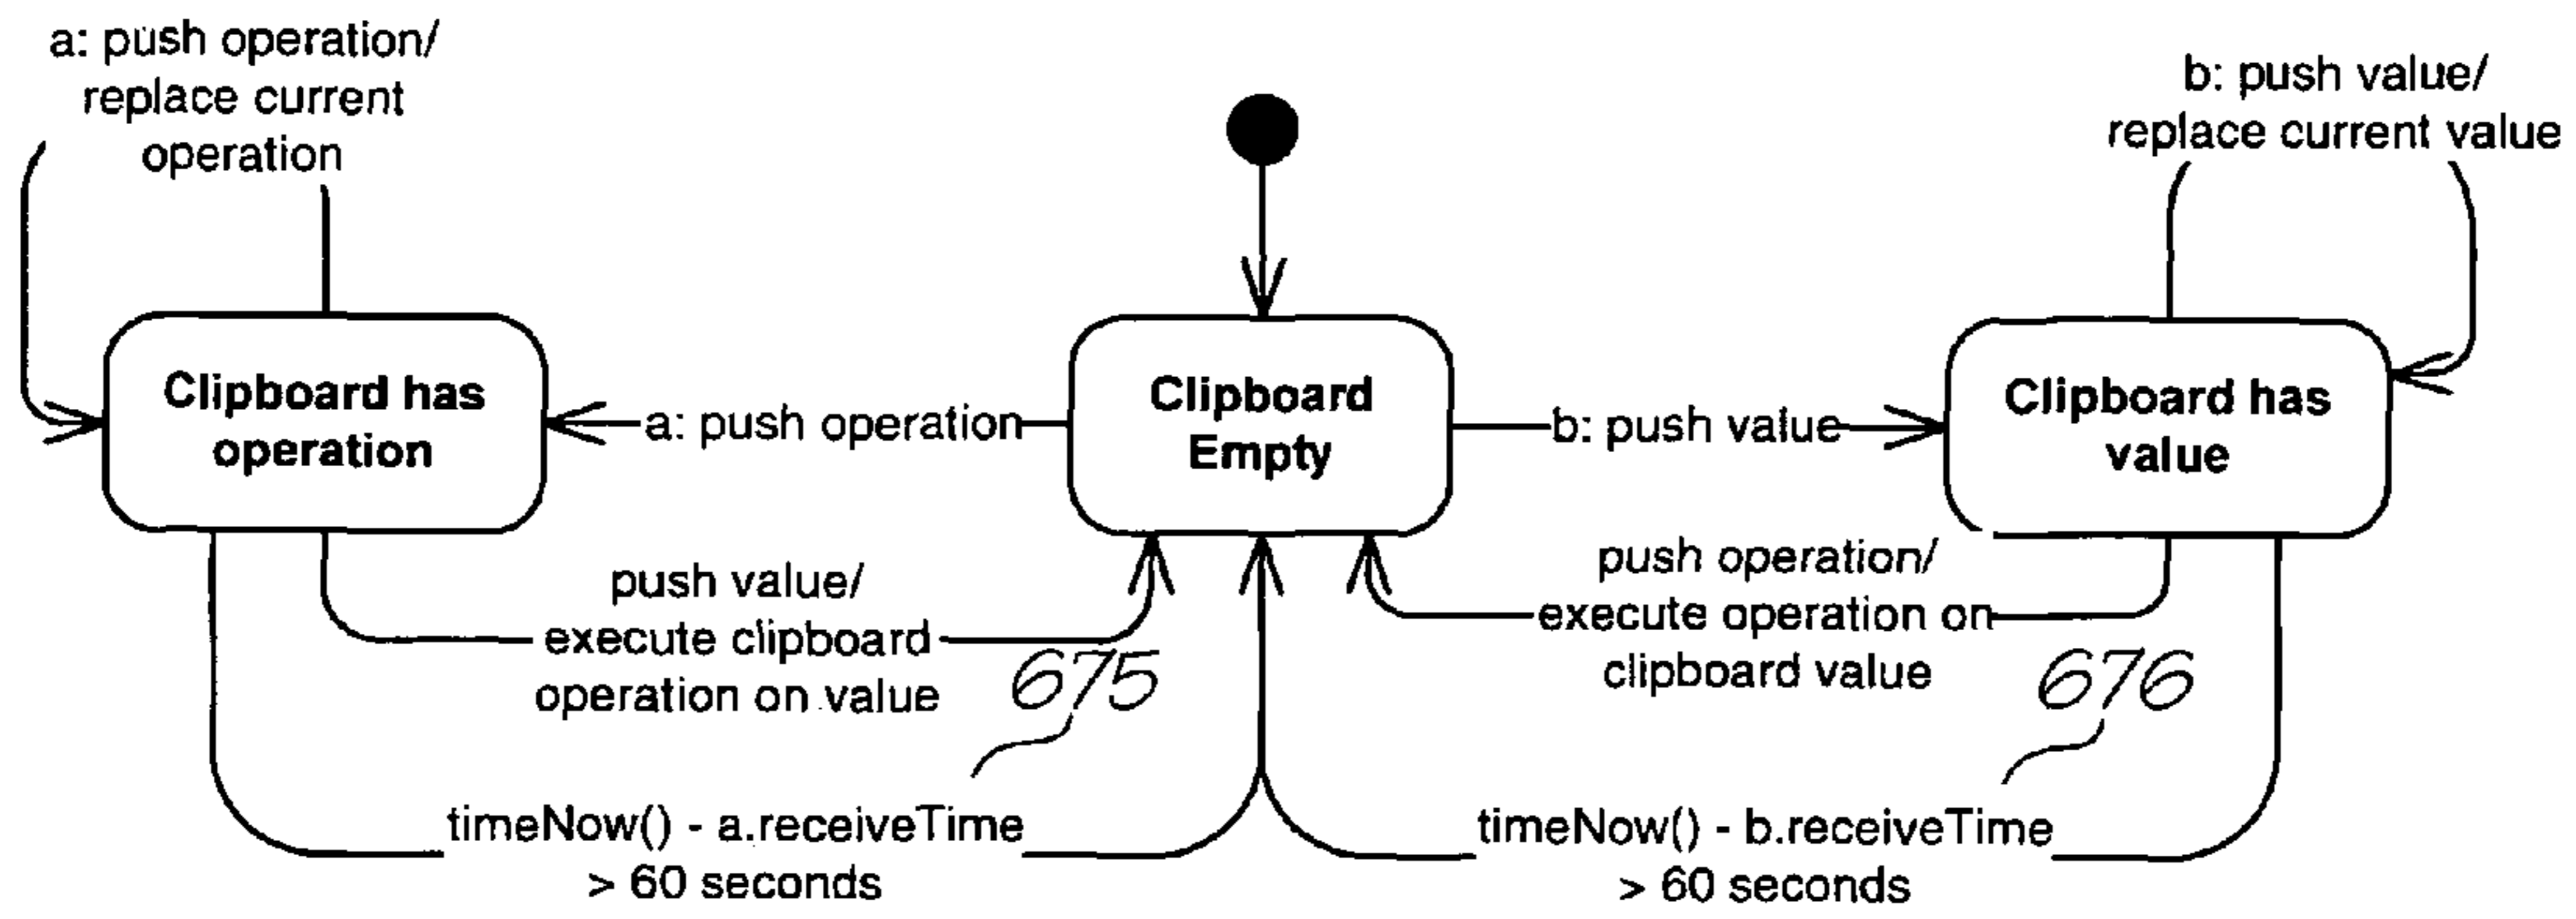 a: push operation/
replace current
operation
b: push value/
replace current value
Clipboard has
operation
a: push operation
Clipboard
Empty
b: push value
Clipboard has
value
push value/
execute clipboard
operation on value
675
push operation/
execute operation on
clipboard value
676
timeNow() - a.receiveTime
> 60 seconds
timeNow() - b.receiveTime
> 60 seconds